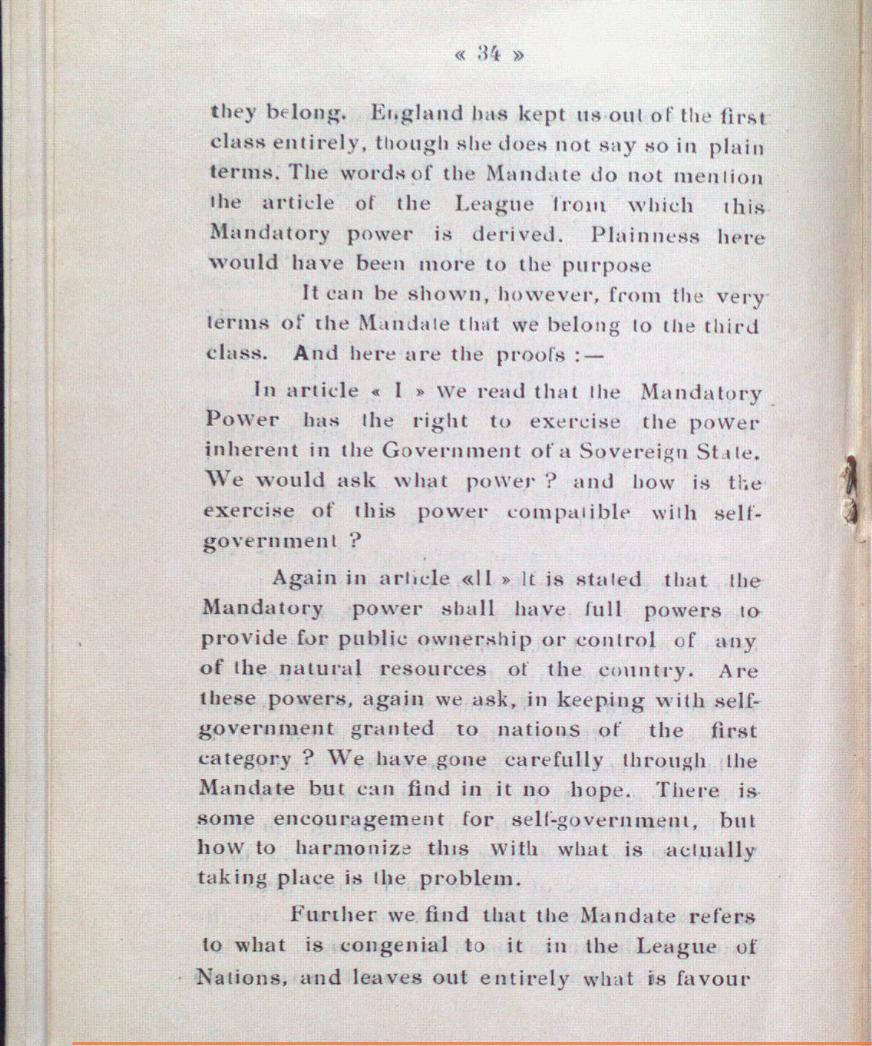 « 34 »
they belong. England has kept us out of the first
class entirely, though she does not say so in plain
terms. The words of the Mandate do not mention
the article of the League from which this
Mandatory power is derived. Plainness here
would have been more to the purpose
It can be shown, however, from the very
terms of the Mandate that we belong to the third
class. And here are the proofs :—
In article « I » we read that the Mandatory
Power has the right to exercise the power
inherent in the Government of a Sovereign State.
We would ask what power ? and how is the
exercise of this power compatible with self-
government ?
Again in article «II » It is stated that the
Mandatory power shall have full powers to
provide for public ownership or control of any
of the natural resources of the country. Are
these powers, again we ask, in keeping with self-
government granted to nations of the first
category ? We have gone carefully through the
Mandate but can find in it no hope. There is
some encouragement for self-government, but
how to harmonize this with what is actually
taking place is the problem.
Further we find that the Mandate refers
to what is congenial to it in the League of
Nations, and leaves out entirely what is favour